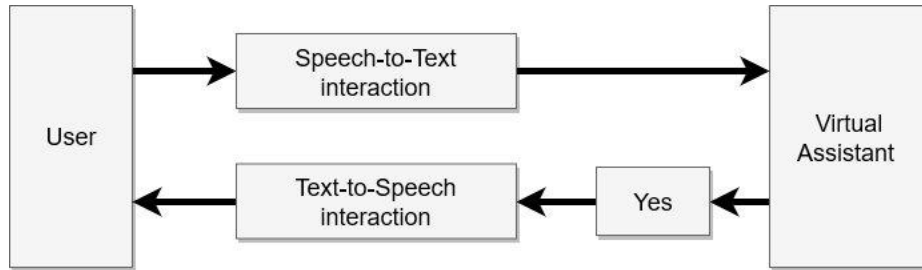 User
Speech-to-Text
interaction
Virtual
Assistant
Text-to-Speech
interaction
Yes